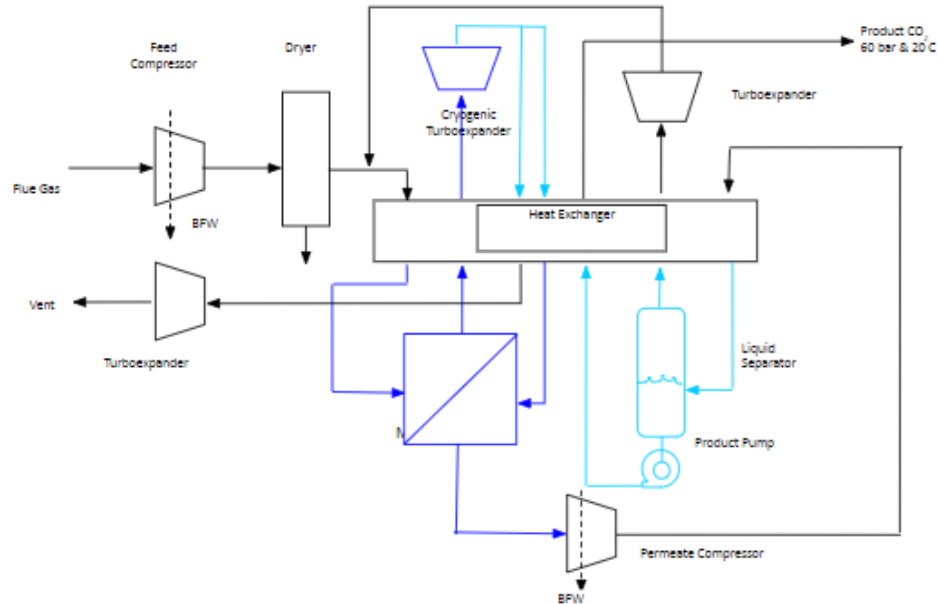 Product CO2
60 bar & 20 C
Feed
Compressor
Dryer
Turboexpander
Cryogenic
Turboexpander
Flue Gas
BFW
Heat Exchanger
Vent
Turboexpander
Liquid
Separator
M
Product Pump
Permeate Compressor
BFW